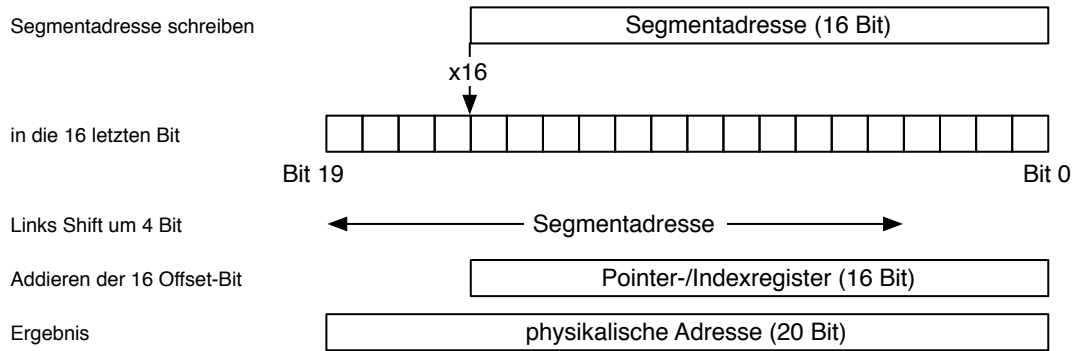 Segmentadresse schreiben
Segmentadresse (16 Bit)
x16
in die 16 letzten Bit
Bit 19
Bit 0
Links Shift um 4 Bit
Segmentadresse
Addieren der 16 Offset-Bit
Pointer-/Indexregister (16 Bit)
Ergebnis
physikalische Adresse (20 Bit)